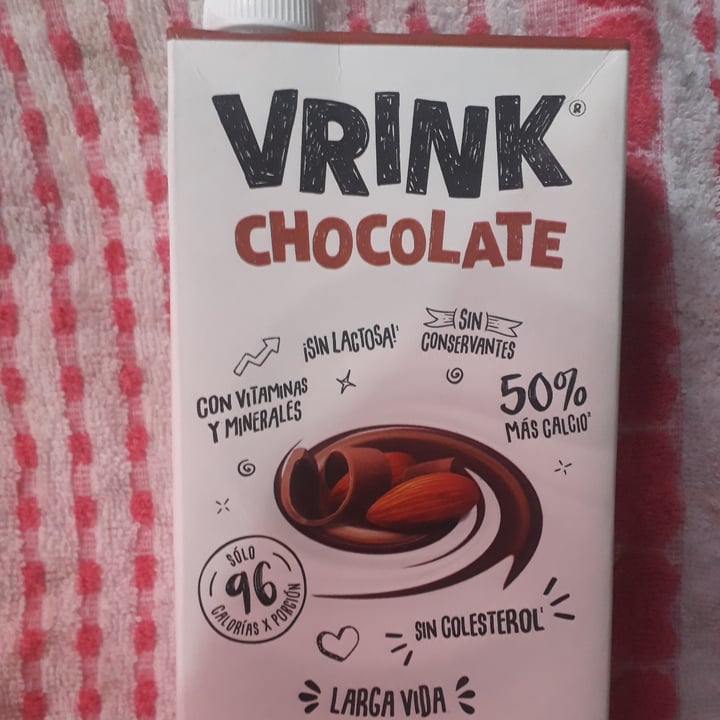 VRINK®
CHOCOLATE
¡SIN LACTOSA!¹
SIN
CONSERVANTES
CON VITAMINAS
Y MINERALES
50%
MÁS CALCIO²
SÓLO
96
CALORÍAS X PORCIÓN
SIN COLESTEROL¹
LARGA VIDA